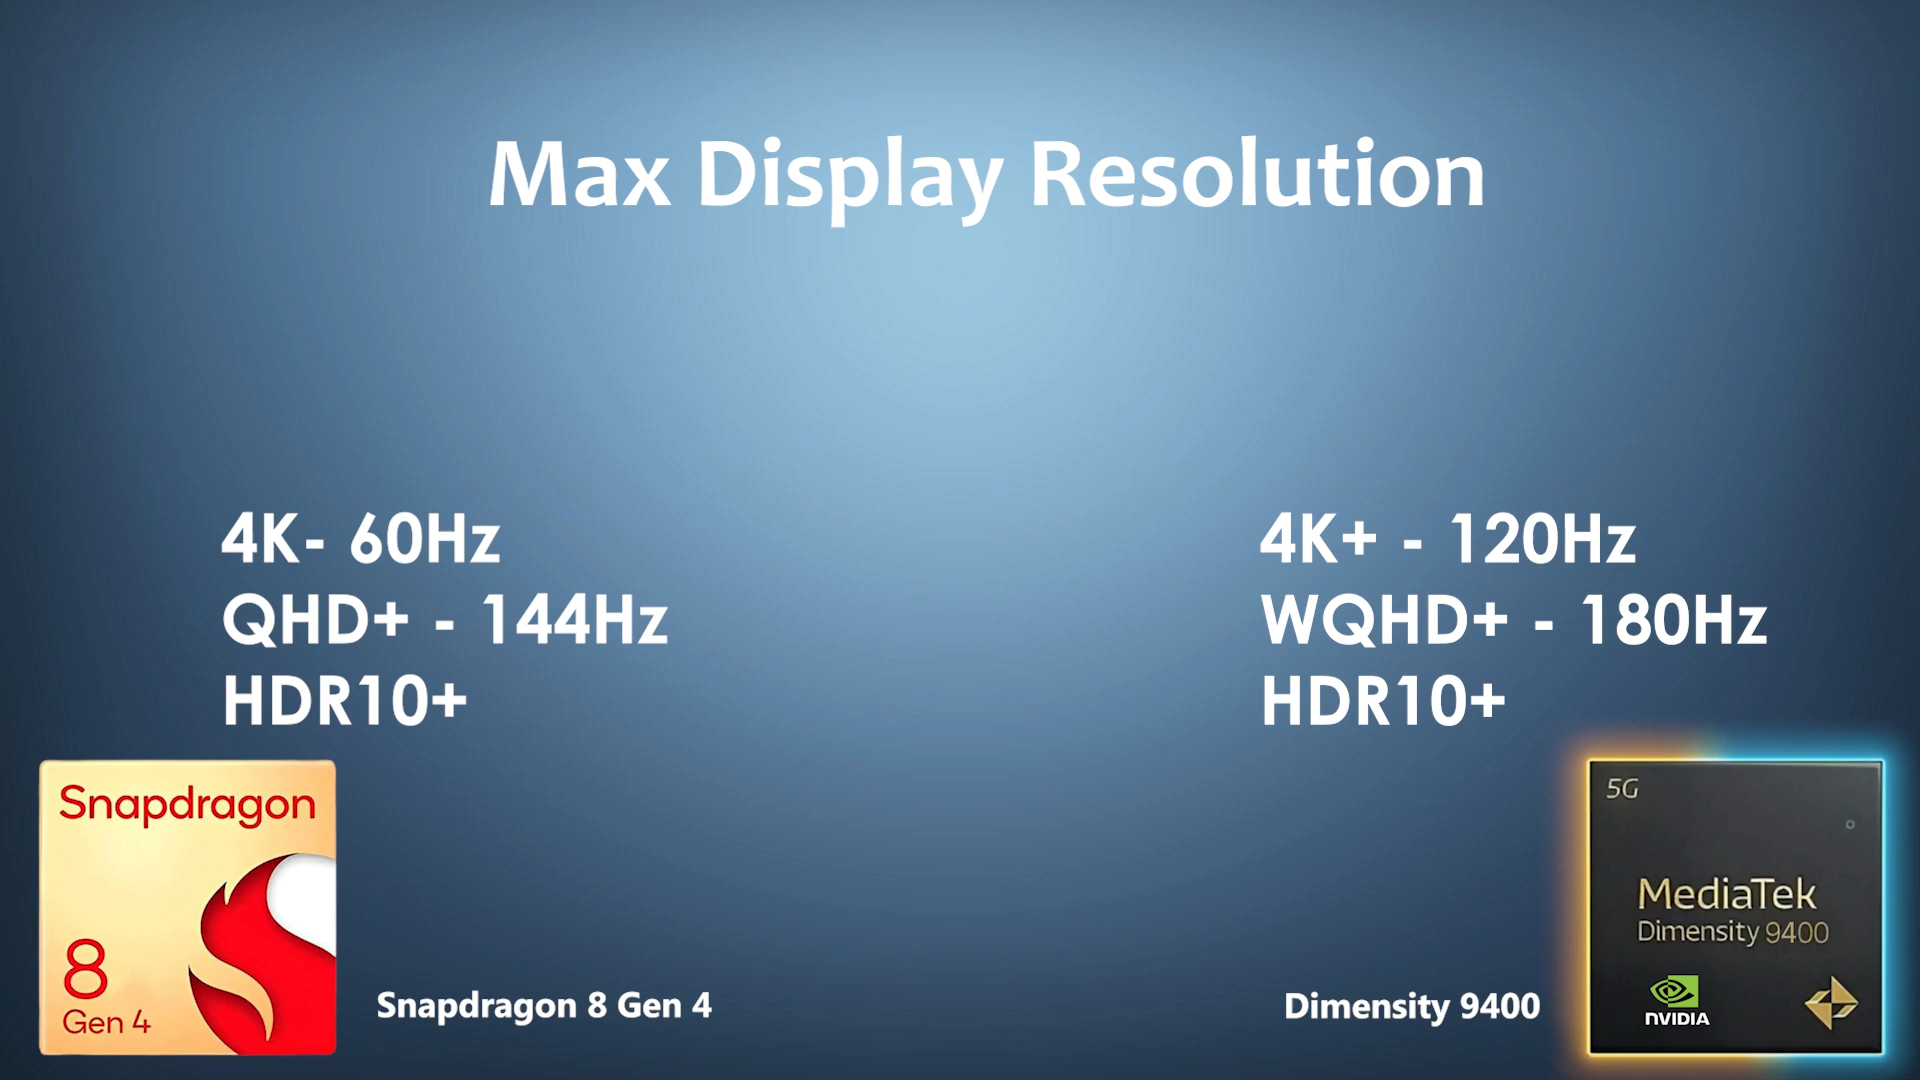 Max Display Resolution
4K- 60Hz
QHD+ - 144Hz
HDR10+
4K+ - 120Hz
WQHD+ - 180Hz
HDR10+
Snapdragon
8
Gen 4
Snapdragon 8 Gen 4
Dimensity 9400
5G
MediaTek
Dimensity 9400
NVIDIA